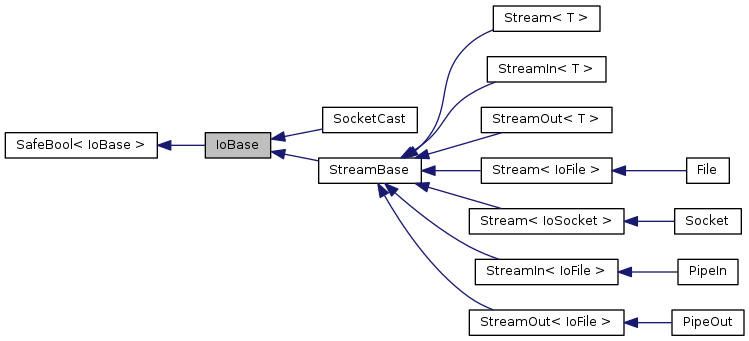 Stream< T >
StreamIn< T >
SocketCast
StreamOut< T >
SafeBool< IoBase >
IoBase
StreamBase
Stream< IoFile >
File
Stream< IoSocket >
Socket
StreamIn< IoFile >
PipeIn
StreamOut< IoFile >
PipeOut